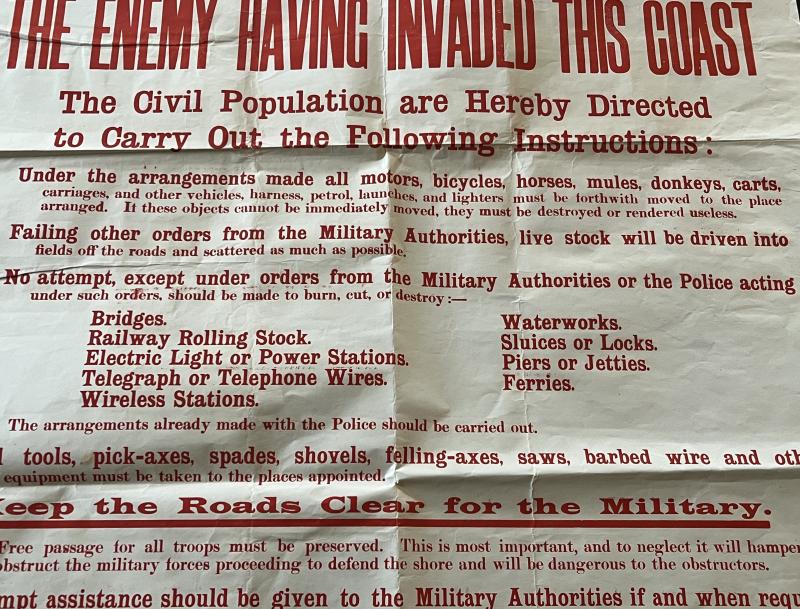 THE ENEMY HAVING INVADED THIS COAST
The Civil Population are Hereby Directed
to Carry Out the Following Instructions:
Under the arrangements made all motors, bicycles, horses, mules, donkeys, carts,
carriages, and other vehicles, harness, petrol, launches, and lighters must be forthwith moved to the place
arranged. If these objects cannot be immediately moved, they must be destroyed or rendered useless.
Failing other orders from the Military Authorities, live stock will be driven into
fields off the roads and scattered as much as possible.
No attempt, except under orders from the Military Authorities or the Police acting
under such orders, should be made to burn, cut, or destroy:—
Bridges.
Railway Rolling Stock.
Electric Light or Power Stations.
Telegraph or Telephone Wires.
Wireless Stations.
Waterworks.
Sluices or Locks.
Piers or Jetties.
Ferries.
The arrangements already made with the Police should be carried out.
tools, pick-axes, spades, shovels, felling-axes, saws, barbed wire and oth
equipment must be taken to the places appointed.
Keep the Roads Clear for the Military.
Free passage for all troops must be preserved. This is most important, and to neglect it will hamper
obstruct the military forces proceeding to defend the shore and will be dangerous to the obstructors.
mpt assistance should be given to the Military Authorities if and when requ